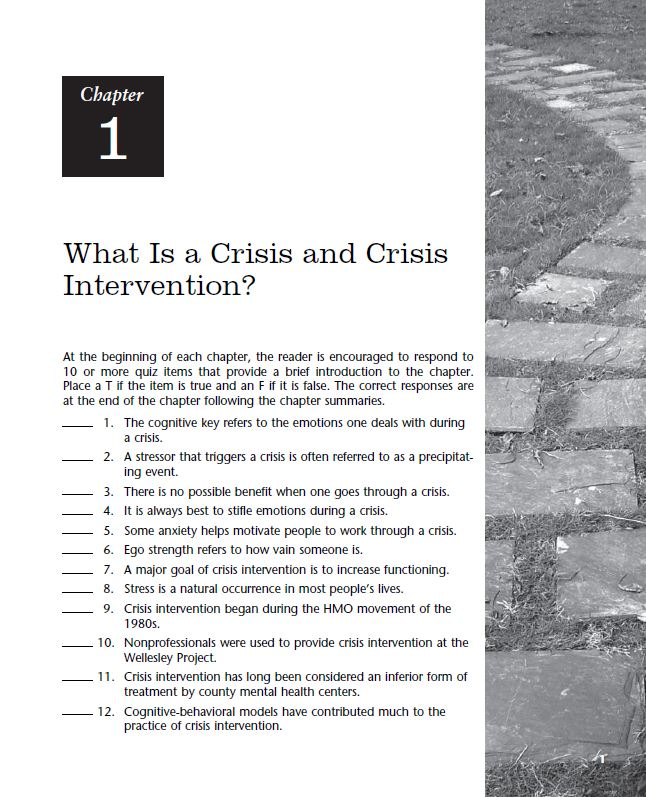 Chapter
1
What Is a Crisis and Crisis
Intervention?
At the beginning of each chapter, the reader is encouraged to respond to
10 or more quiz items that provide a brief introduction to the chapter.
Place a T if the item is true and an F if it is false. The correct responses are
at the end of the chapter following the chapter summaries.
_____ 1. The cognitive key refers to the emotions one deals with during
a crisis.
_____ 2. A stressor that triggers a crisis is often referred to as a precipitat-
ing event.
_____ 3. There is no possible benefit when one goes through a crisis.
_____ 4. It is always best to stifle emotions during a crisis.
_____ 5. Some anxiety helps motivate people to work through a crisis.
_____ 6. Ego strength refers to how vain someone is.
_____ 7. A major goal of crisis intervention is to increase functioning.
_____ 8. Stress is a natural occurrence in most people's lives.
_____ 9. Crisis intervention began during the HMO movement of the
1980s.
_____ 10. Nonprofessionals were used to provide crisis intervention at the
Wellesley Project.
_____ 11. Crisis intervention has long been considered an inferior form of
treatment by county mental health centers.
_____ 12. Cognitive-behavioral models have contributed much to the
practice of crisis intervention.